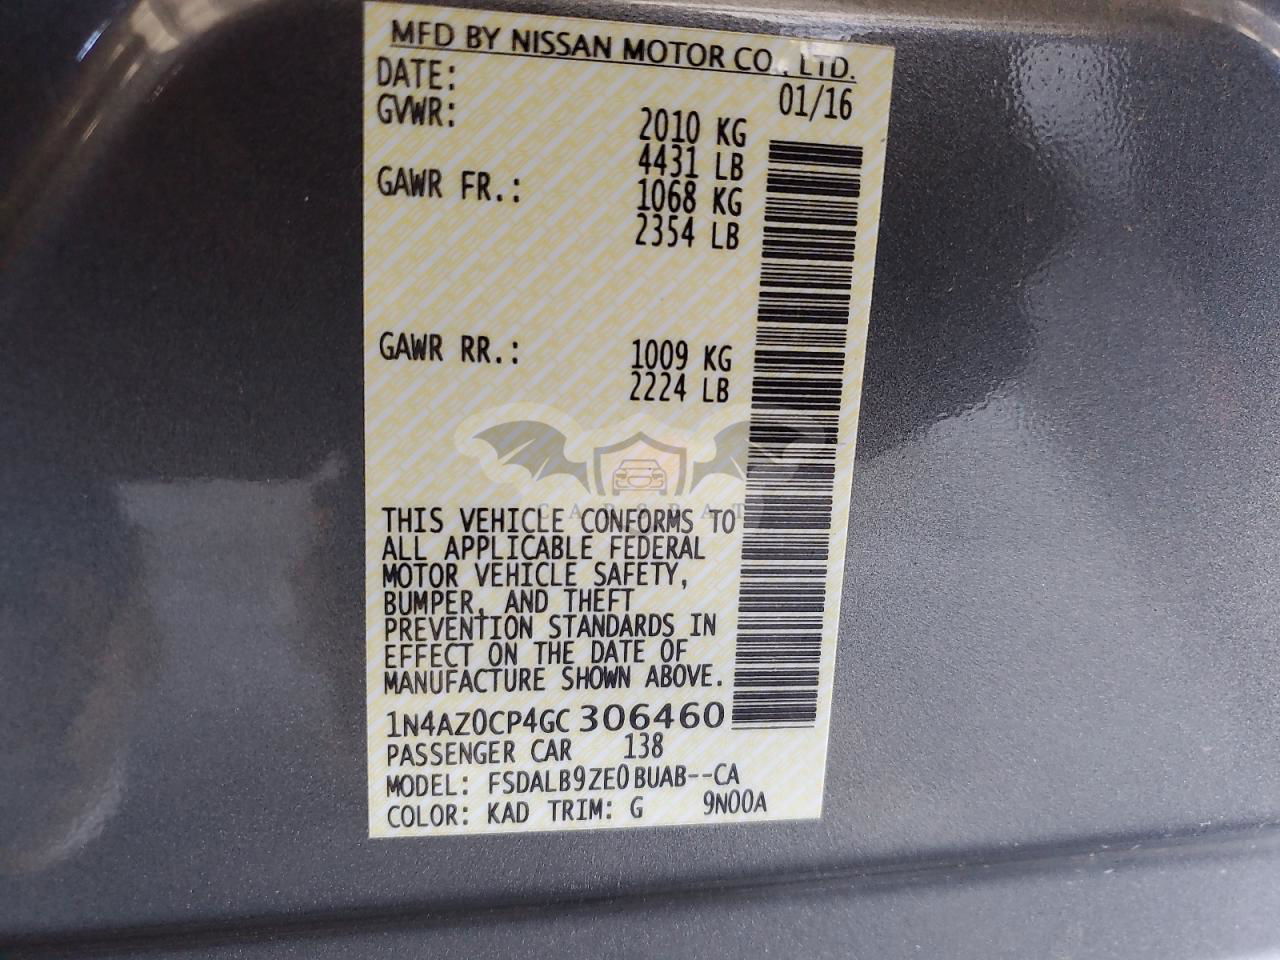 MFD BY NISSAN MOTOR CO., LTD.
DATE: 01/16
GVWR: 2010 KG
4431 LB
GAWR FR.: 1068 KG
2354 LB
GAWR RR.: 1009 KG
2224 LB
THIS VEHICLE CONFORMS TO
ALL APPLICABLE FEDERAL
MOTOR VEHICLE SAFETY,
BUMPER, AND THEFT
PREVENTION STANDARDS IN
EFFECT ON THE DATE OF
MANUFACTURE SHOWN ABOVE.
1N4AZ0CP4GC306460
PASSENGER CAR 138
MODEL: FSDALB9ZE0BUAB--CA
COLOR: KAD TRIM: G 9N00A